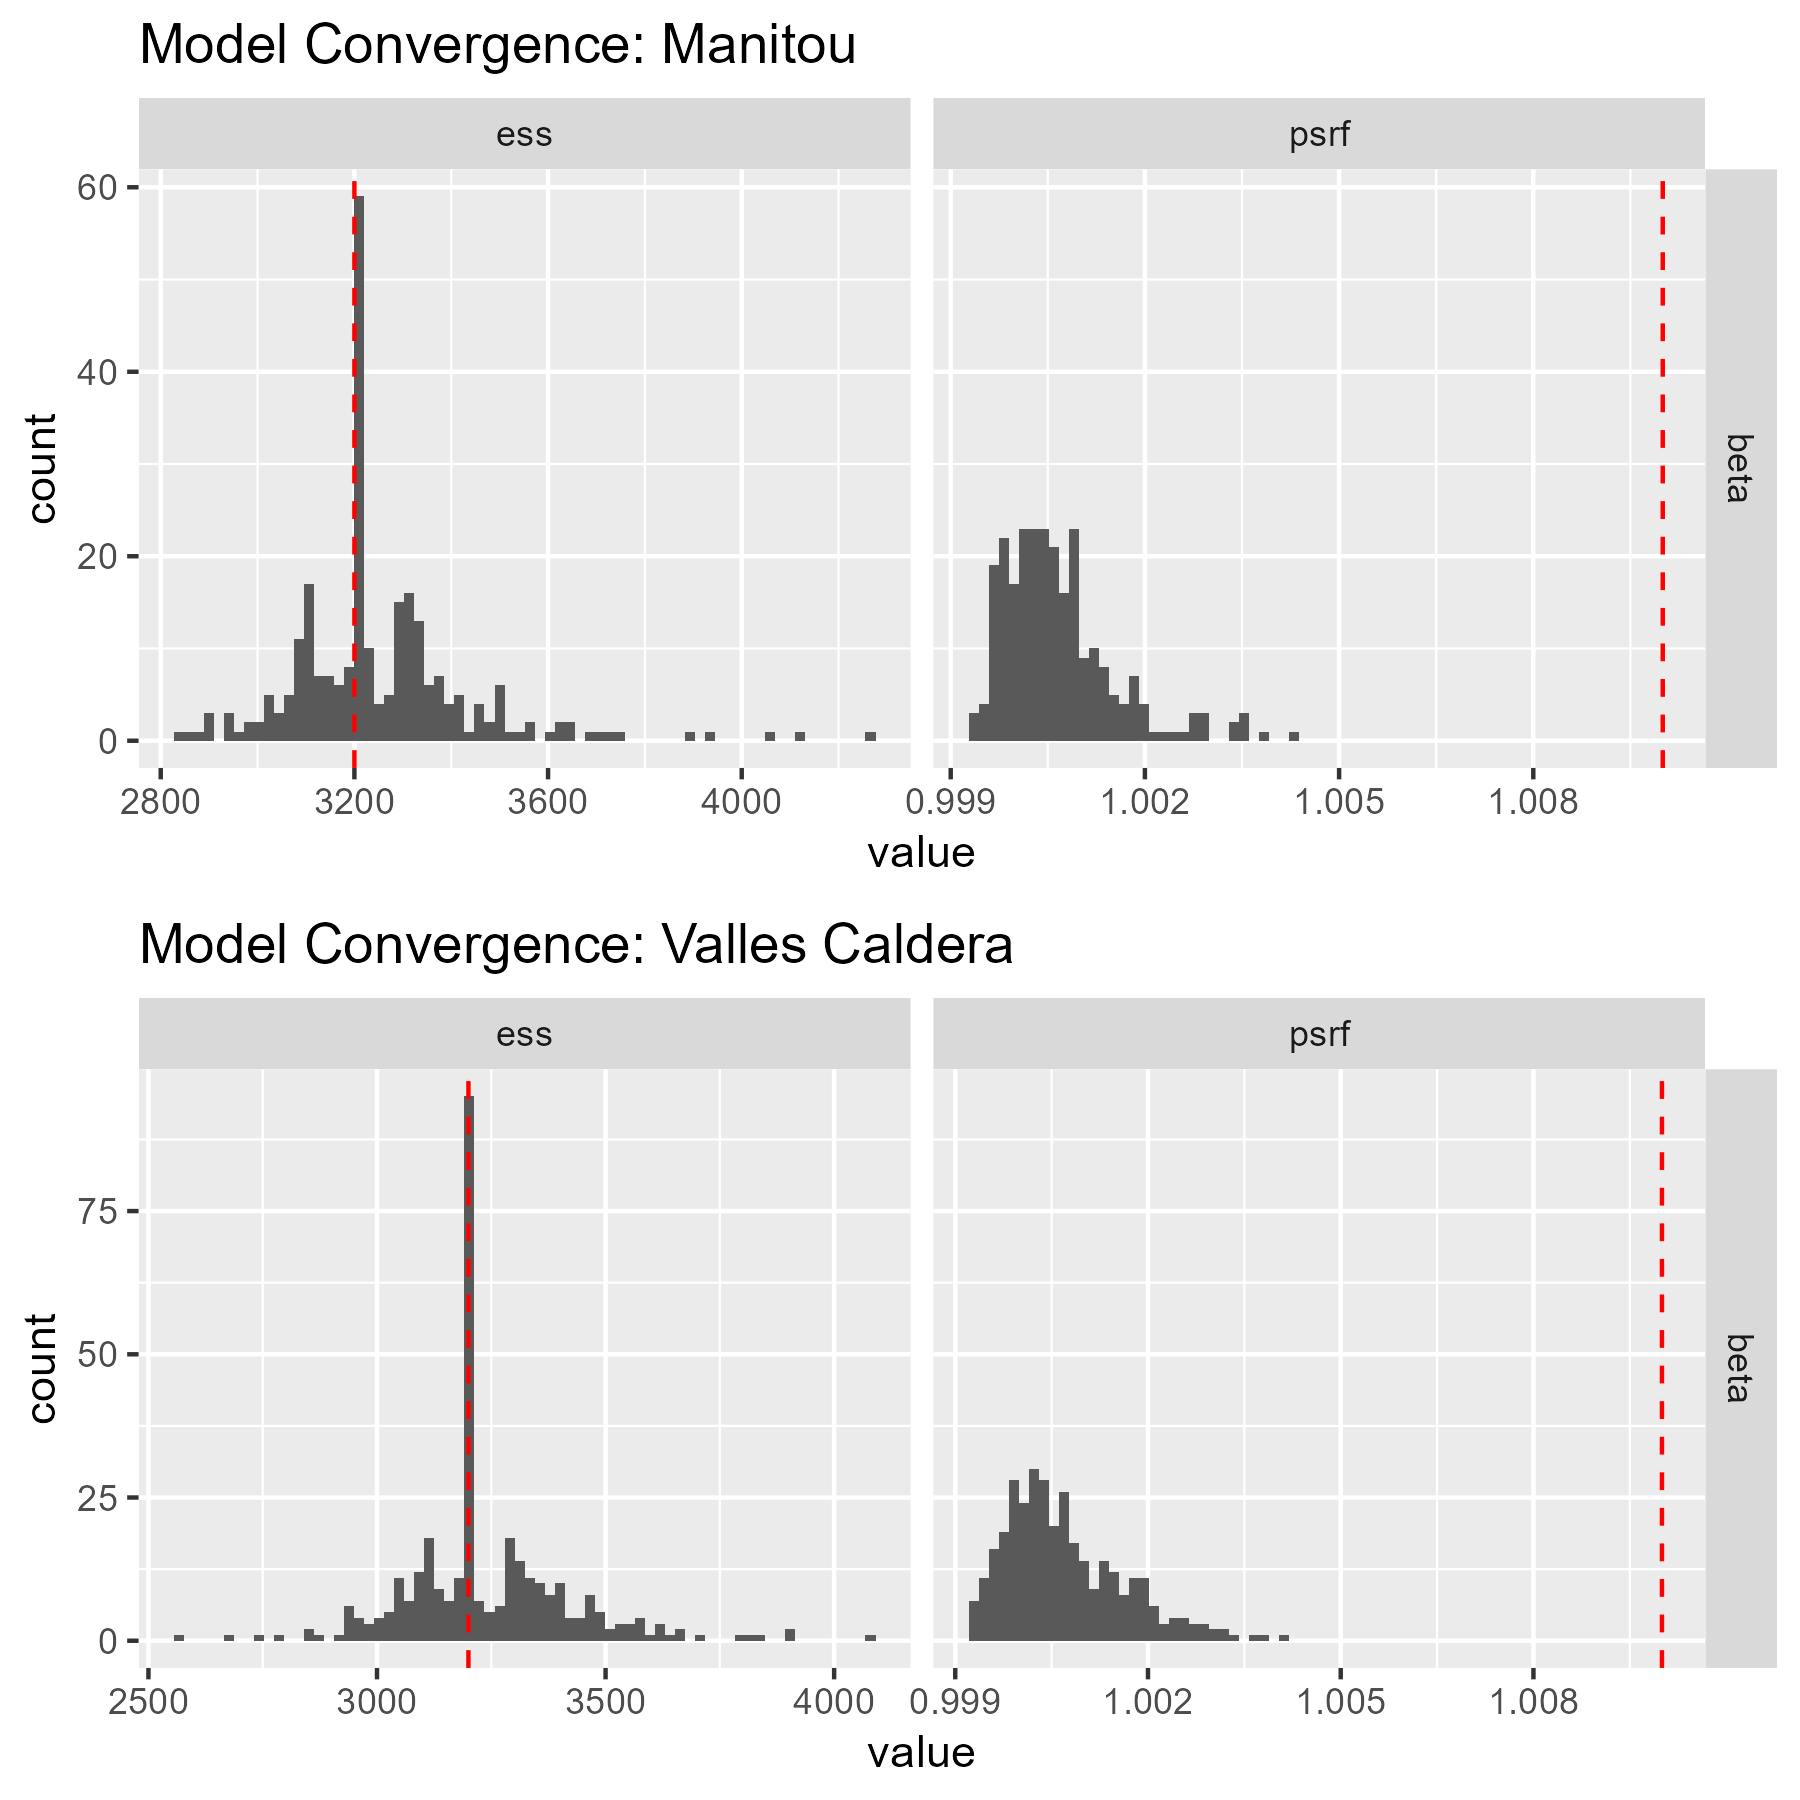 Model Convergence: Manitou
ess
psrf
60
40
20
0
count
beta
2800 3200 3600 4000
0.999 1.002 1.005 1.008
value
Model Convergence: Valles Caldera
ess
psrf
75
50
25
0
count
beta
2500 3000 3500 4000
0.999 1.002 1.005 1.008
value